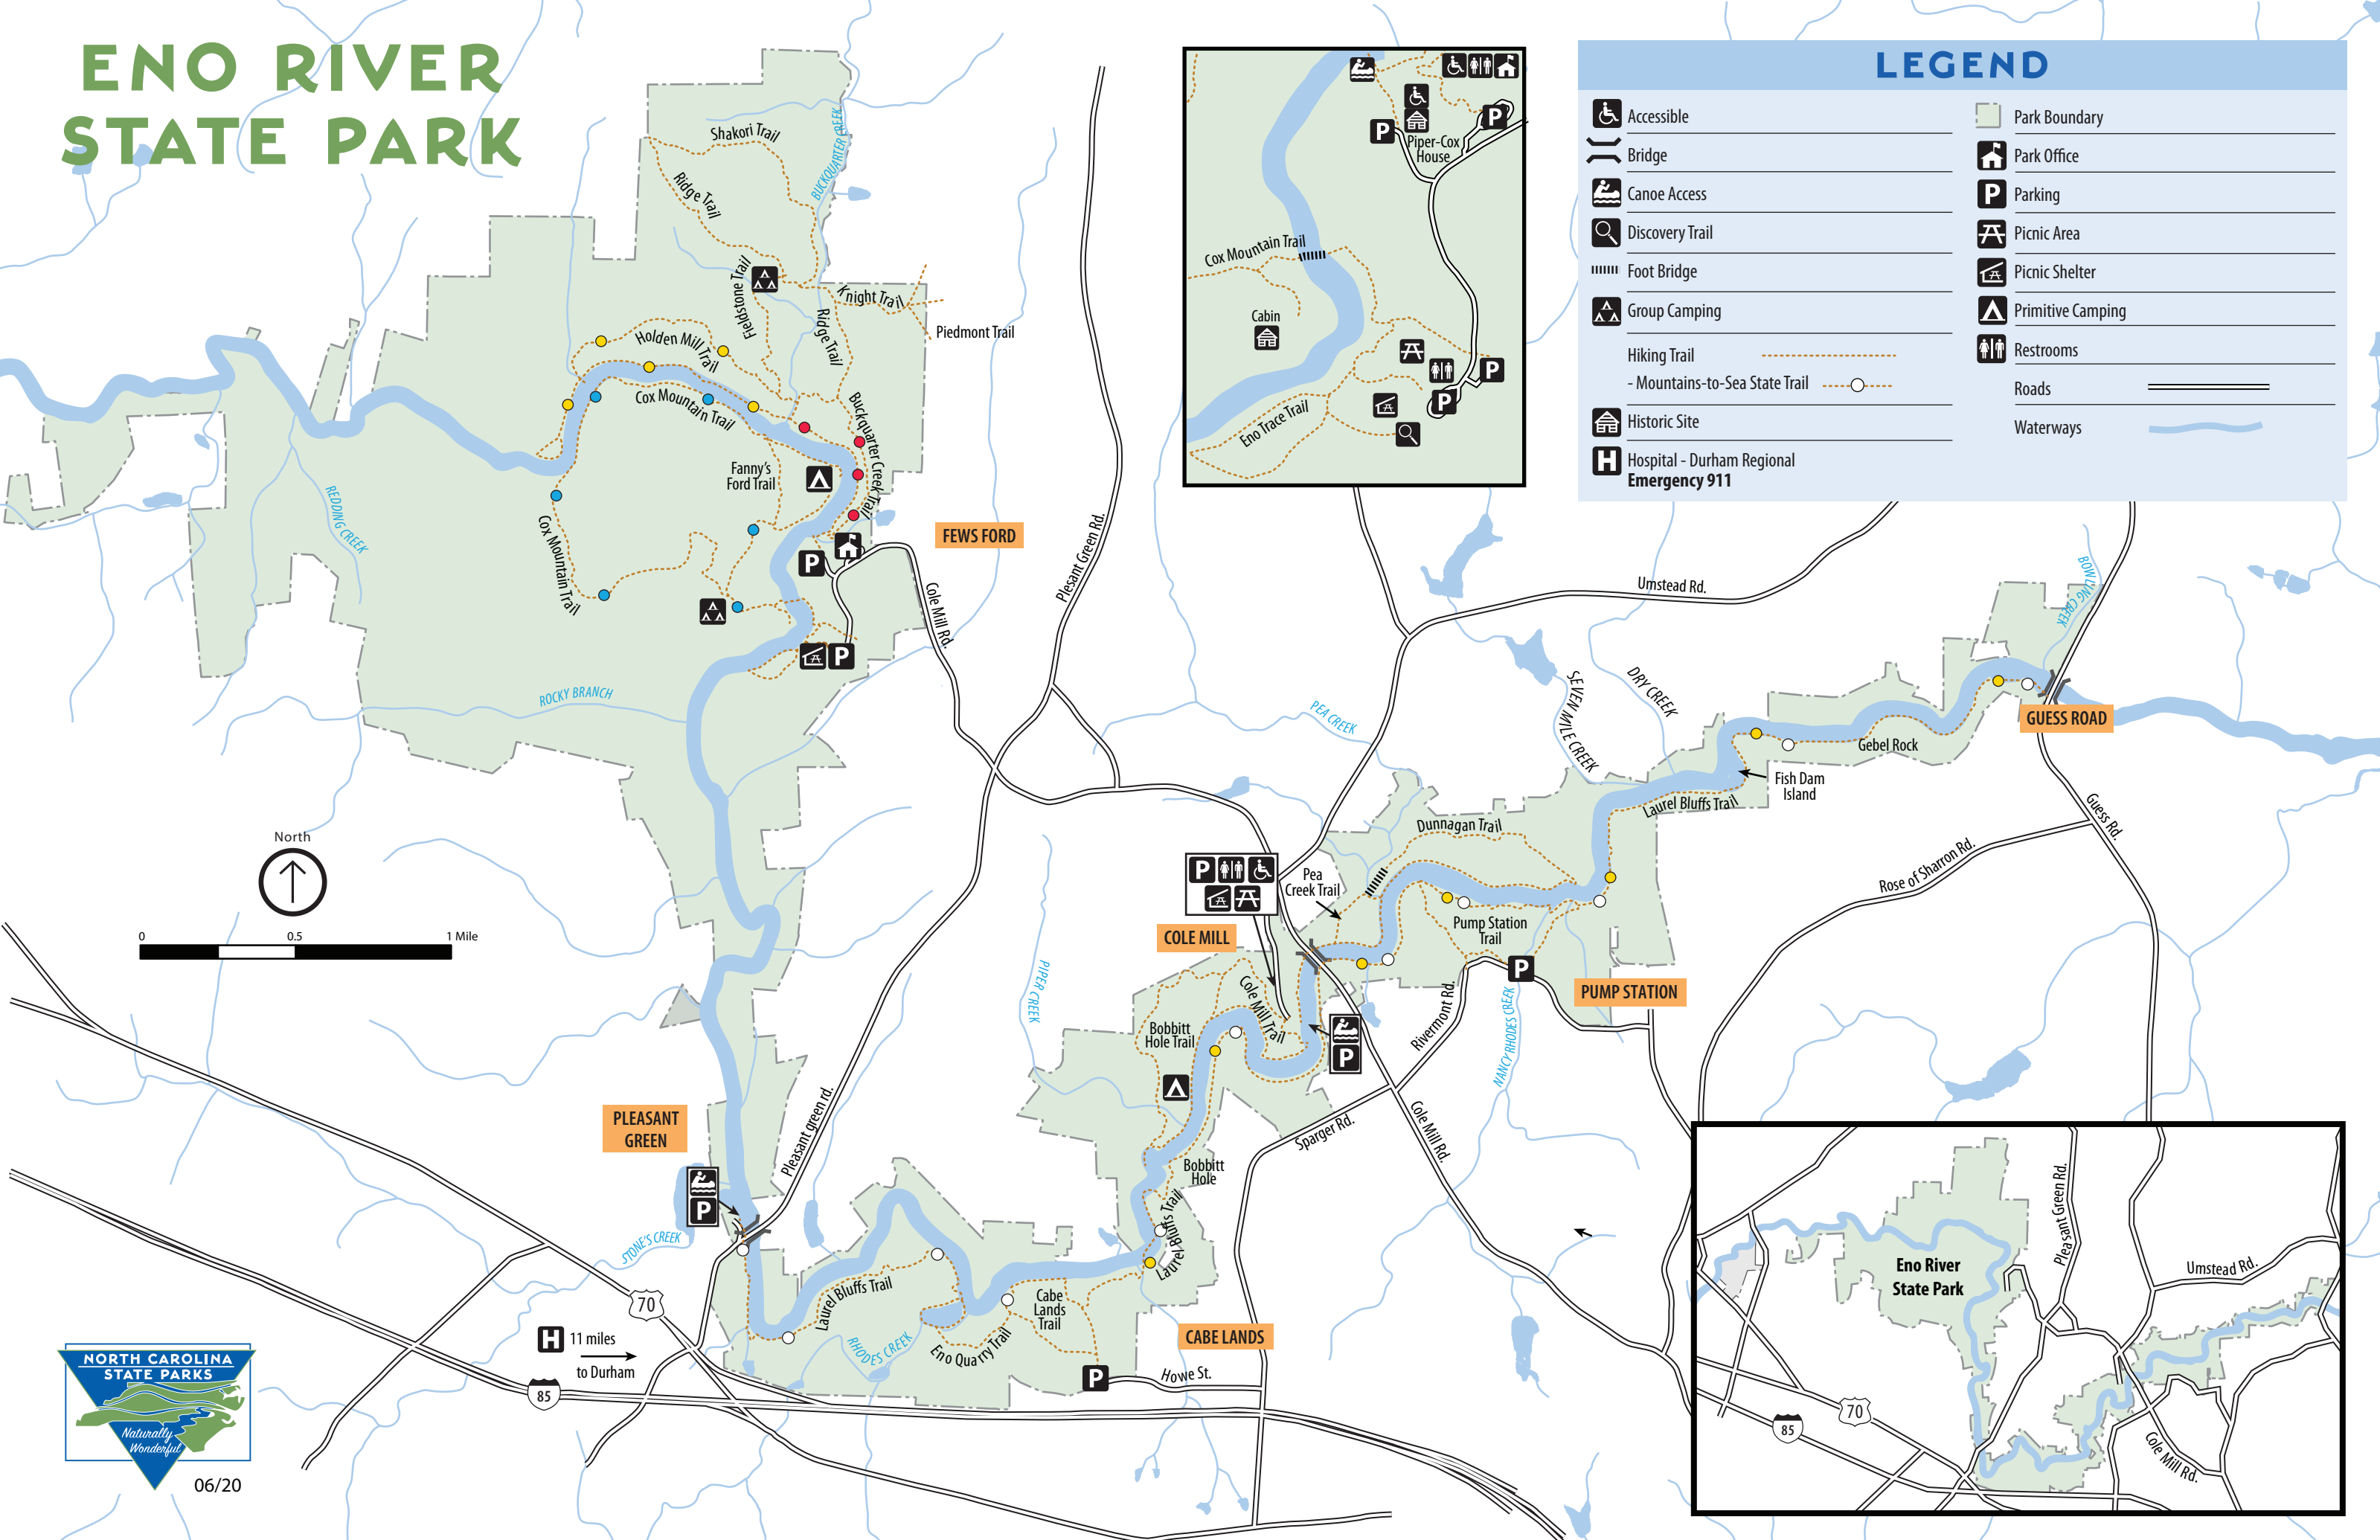 ENO RIVER
STATE PARK
Shakori Trail
BUCKQUARTER CREEK
Ridge Trail
Fieldstone Trail
Knight Trail
Ridge Trail
Piedmont Trail
Holden Mill Trail
Cox Mountain Trail
Buckquarter Creek Trail
Fanny's
Ford Trail
REDDING CREEK
Cox Mountain Trail
FEWS FORD
Cole Mill Rd.
Plesant Green Rd.
ROCKY BRANCH
P
P
Cox Mountain Trail
Cabin
Piper-Cox
House
Eno Trace Trail
P
P
P
P
LEGEND
Accessible
Bridge
Canoe Access
Discovery Trail
Foot Bridge
Group Camping
Hiking Trail
- Mountains-to-Sea State Trail
Historic Site
H Hospital - Durham Regional
Emergency 911
Park Boundary
Park Office
P Parking
Picnic Area
Picnic Shelter
Primitive Camping
Restrooms
Roads
Waterways
Umstead Rd.
BOWLING CREEK
SEVEN MILE CREEK
DRY CREEK
PEA CREEK
GUESS ROAD
Gebel Rock
Fish Dam
Island
Laurel Bluffs Trail
Guess Rd.
Rose of Sharron Rd.
Dunnagan Trail
P
Pea
Creek Trail
COLE MILL
Pump Station
Trail
P
PUMP STATION
NANCY RHODES CREEK
Rivermont Rd.
Cole Mill Trail
Bobbitt
Hole Trail
P
PIPER CREEK
Sparger Rd.
Cole Mill Rd.
Bobbitt
Hole
Laurel Bluffs Trail
North
0 0.5 1 Mile
PLEASANT
GREEN
P
Pleasant green rd.
STONE'S CREEK
Laurel Bluffs Trail
RHODES CREEK
Eno Quarry Trail
Cabe
Lands
Trail
CABE LANDS
P
Howe St.
70
H 11 miles
to Durham
85
NORTH CAROLINA
STATE PARKS
Naturally
Wonderful
06/20
Eno River
State Park
Pleasant Green Rd.
Umstead Rd.
70
85
Cole Mill Rd.